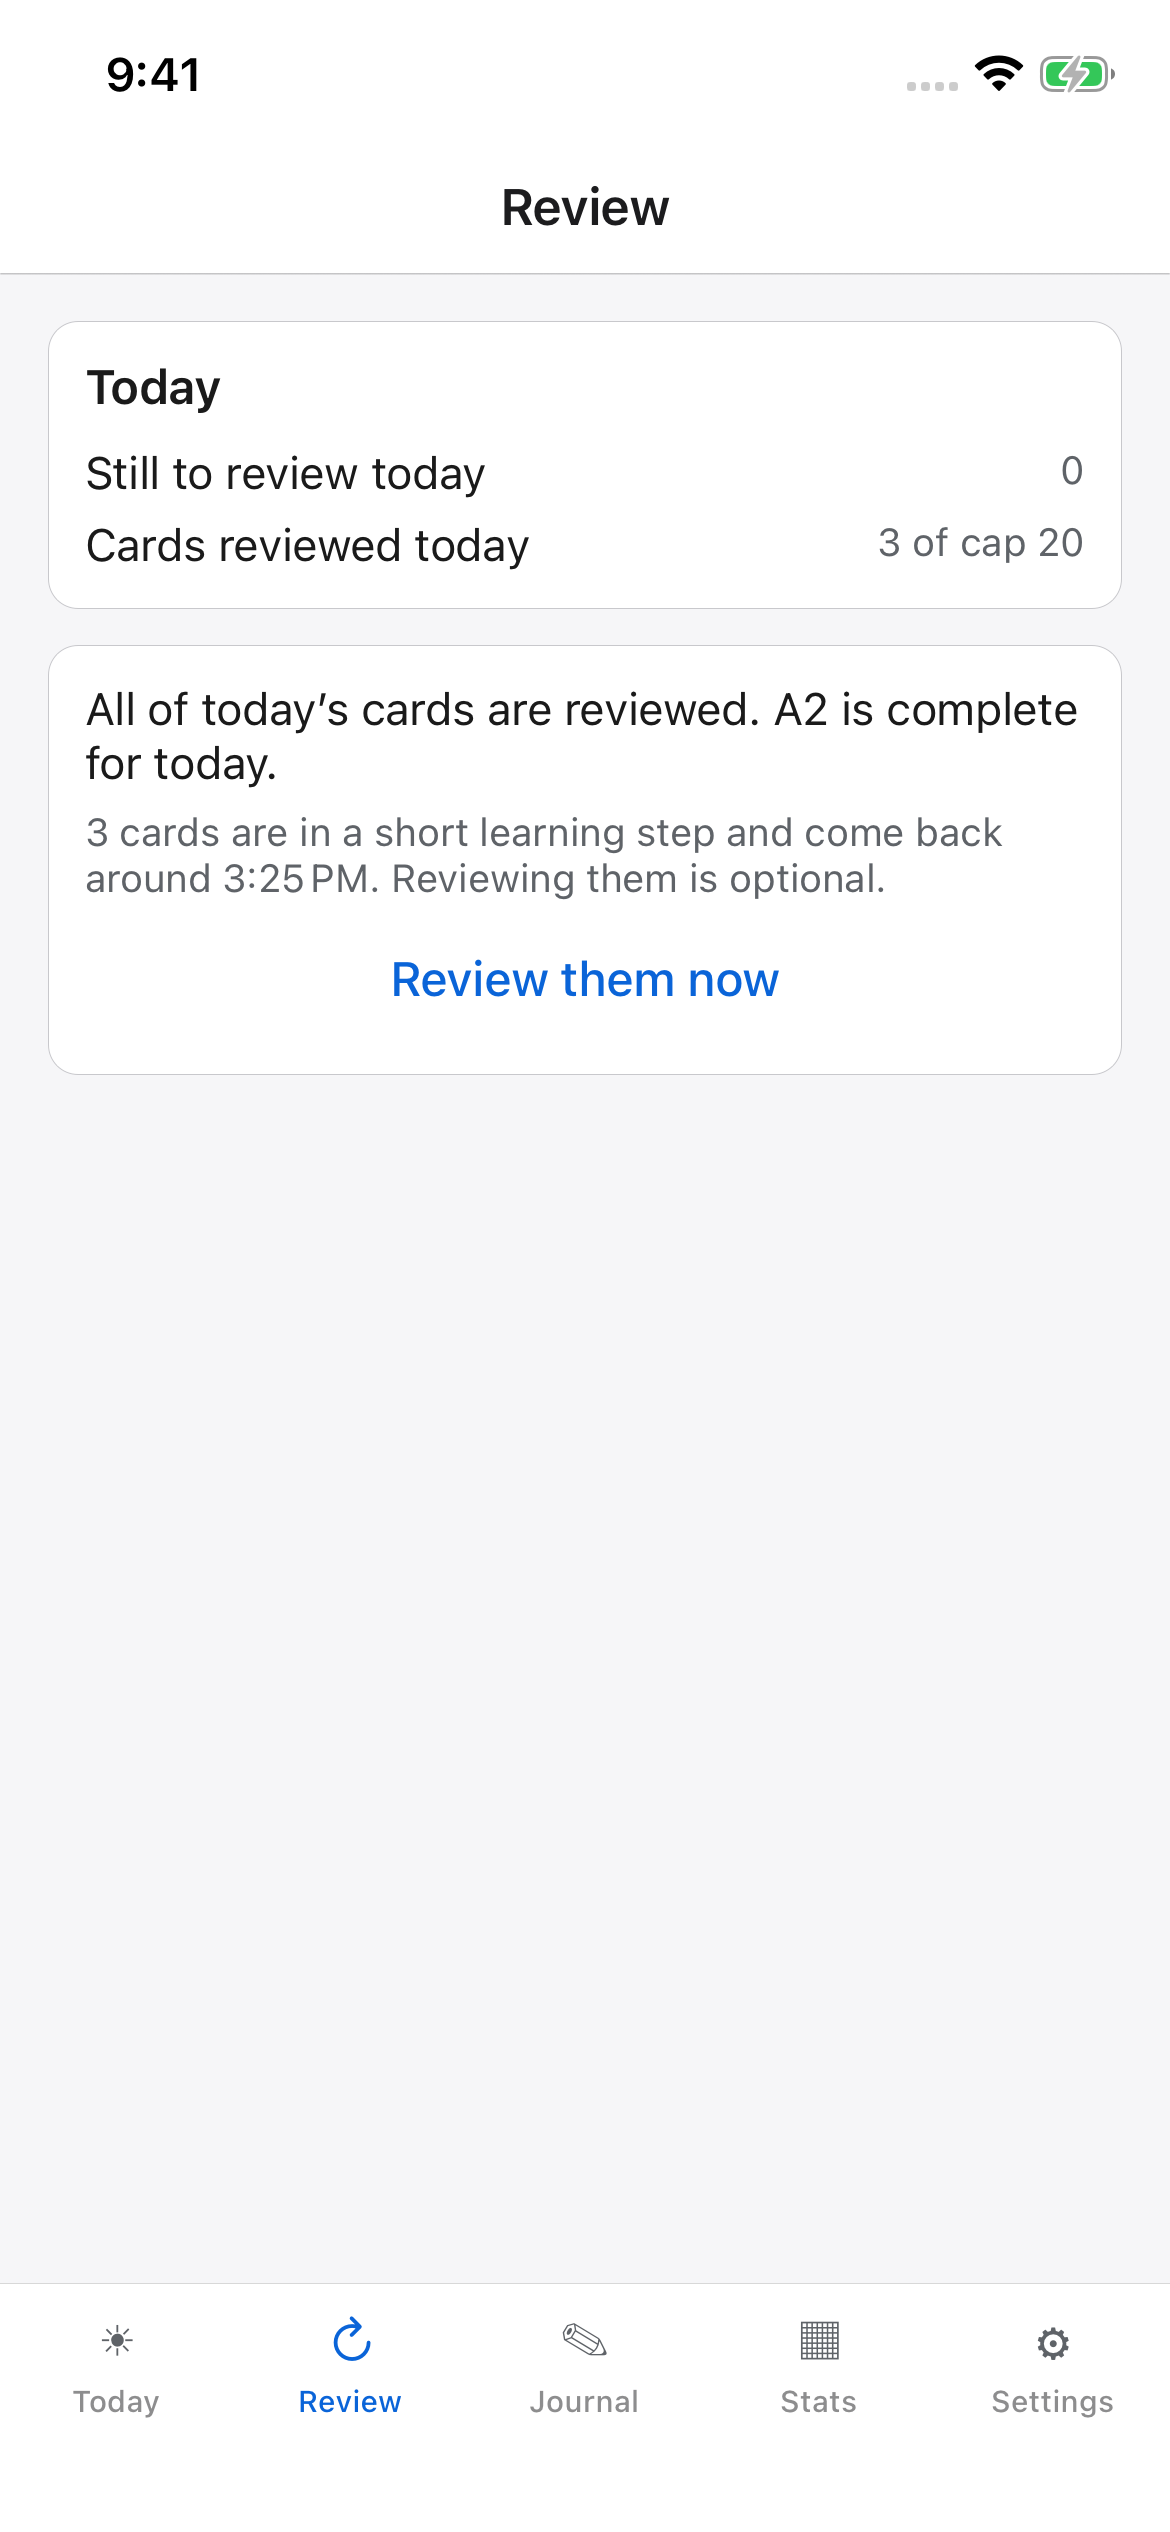 9:41
Review
Today
Still to review today 0
Cards reviewed today 3 of cap 20
All of today’s cards are reviewed. A2 is complete
for today.
3 cards are in a short learning step and come back
around 3:25 PM. Reviewing them is optional.
Review them now
Today Review Journal Stats Settings